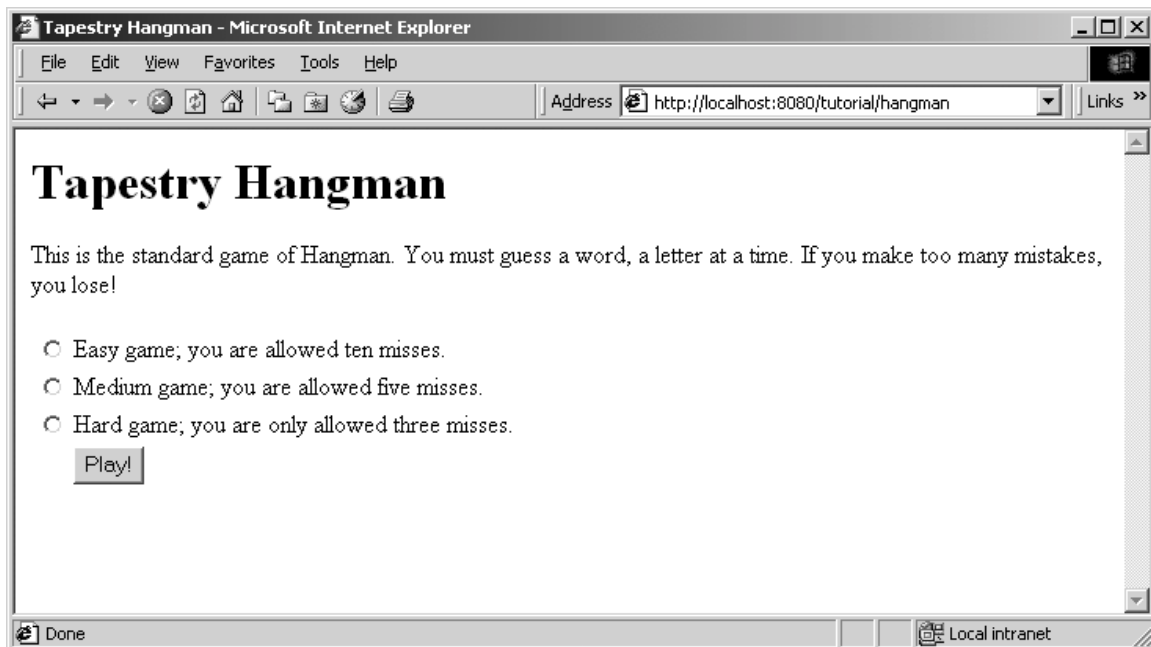 Tapestry Hangman - Microsoft Internet Explorer
File Edit View Favorites Tools Help
Address http://localhost:8080/tutorial/hangman Links »
Tapestry Hangman
This is the standard game of Hangman. You must guess a word, a letter at a time. If you make too many mistakes,
you lose!
Easy game; you are allowed ten misses.
Medium game; you are allowed five misses.
Hard game; you are only allowed three misses.
Play!
Done Local intranet